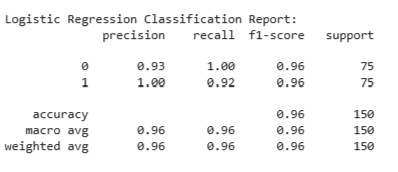 Logistic Regression Classification Report:
precision recall f1-score support
0 0.93 1.00 0.96 75
1 1.00 0.92 0.96 75
accuracy 0.96 150
macro avg 0.96 0.96 0.96 150
weighted avg 0.96 0.96 0.96 150